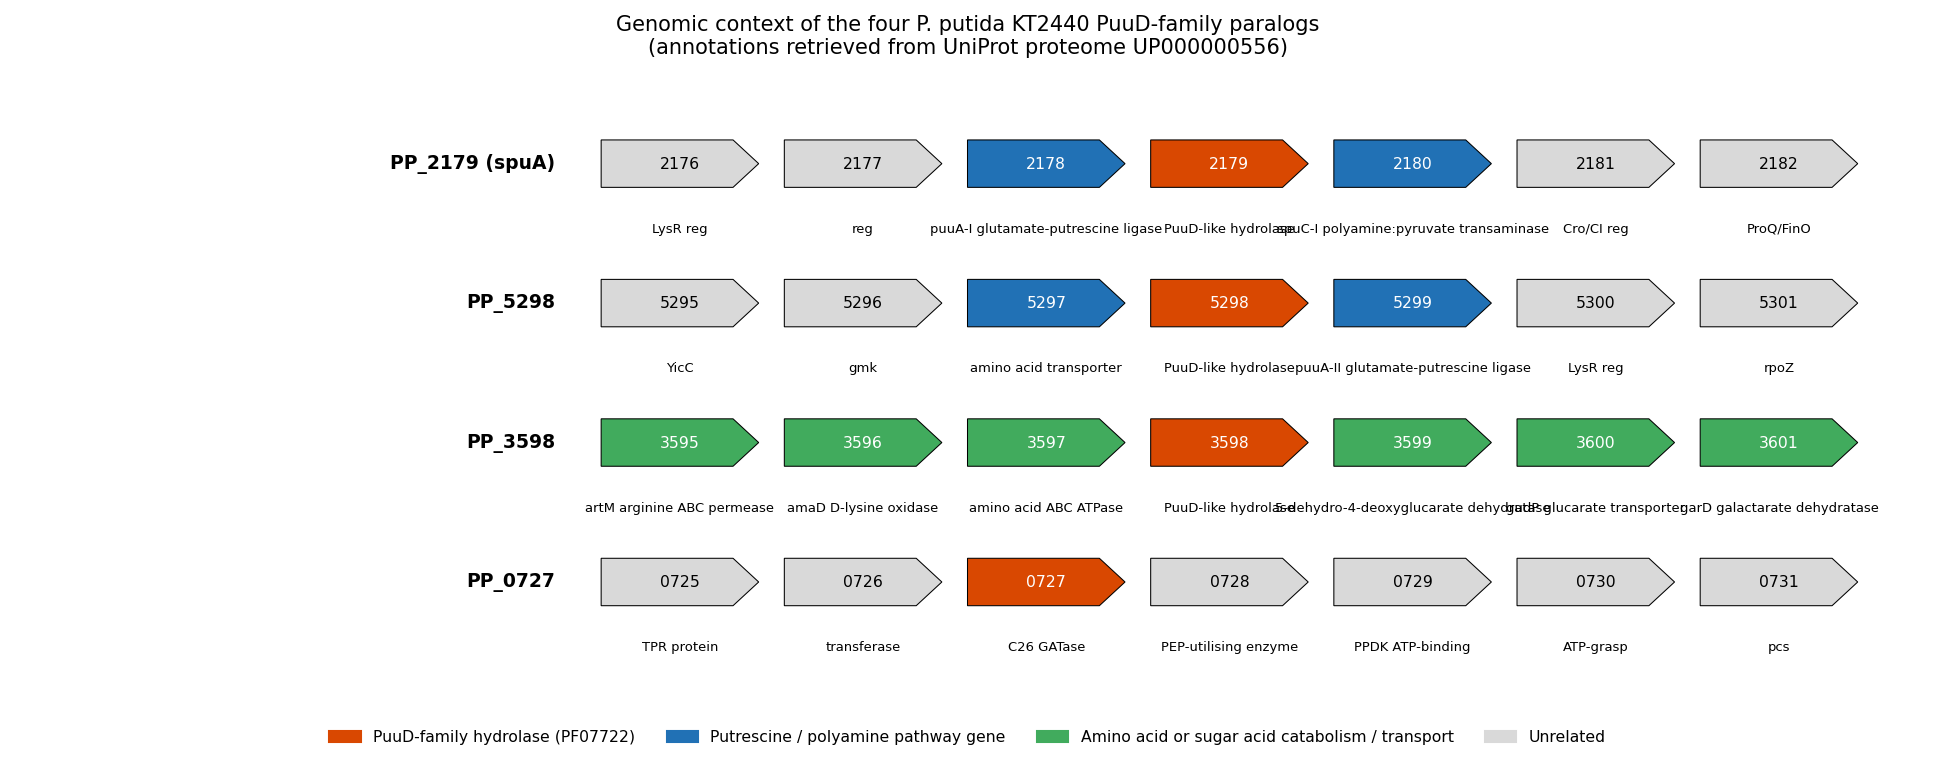 Genomic context of the four P. putida KT2440 PuuD-family paralogs
(annotations retrieved from UniProt proteome UP000000556)
PP_2179 (spuA)
2176
2177
2178
2179
2180
2181
2182
LysR reg
reg
puuA-I glutamate-putrescine ligase
PuuD-like hydrolase
spuC-I polyamine:pyruvate transaminase
Cro/CI reg
ProQ/FinO
PP_5298
5295
5296
5297
5298
5299
5300
5301
YicC
gmk
amino acid transporter
PuuD-like hydrolase
puuA-II glutamate-putrescine ligase
LysR reg
rpoZ
PP_3598
3595
3596
3597
3598
3599
3600
3601
artM arginine ABC permease
amaD D-lysine oxidase
amino acid ABC ATPase
PuuD-like hydrolase
5-dehydro-4-deoxyglucarate dehydratase
gudP glucarate transporter
garD galactarate dehydratase
PP_0727
0725
0726
0727
0728
0729
0730
0731
TPR protein
transferase
C26 GATase
PEP-utilising enzyme
PPDK ATP-binding
ATP-grasp
pcs
PuuD-family hydrolase (PF07722)
Putrescine / polyamine pathway gene
Amino acid or sugar acid catabolism / transport
Unrelated